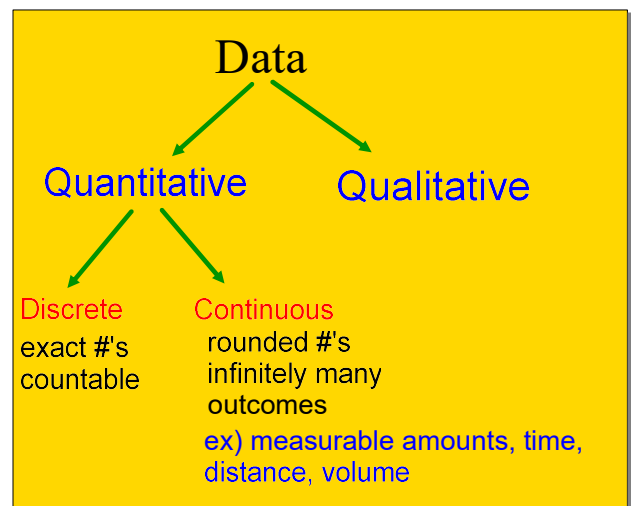 Data
Quantitative
Qualitative
Discrete
exact #'s
countable
Continuous
rounded #'s
infinitely many
outcomes
ex) measurable amounts, time,
distance, volume